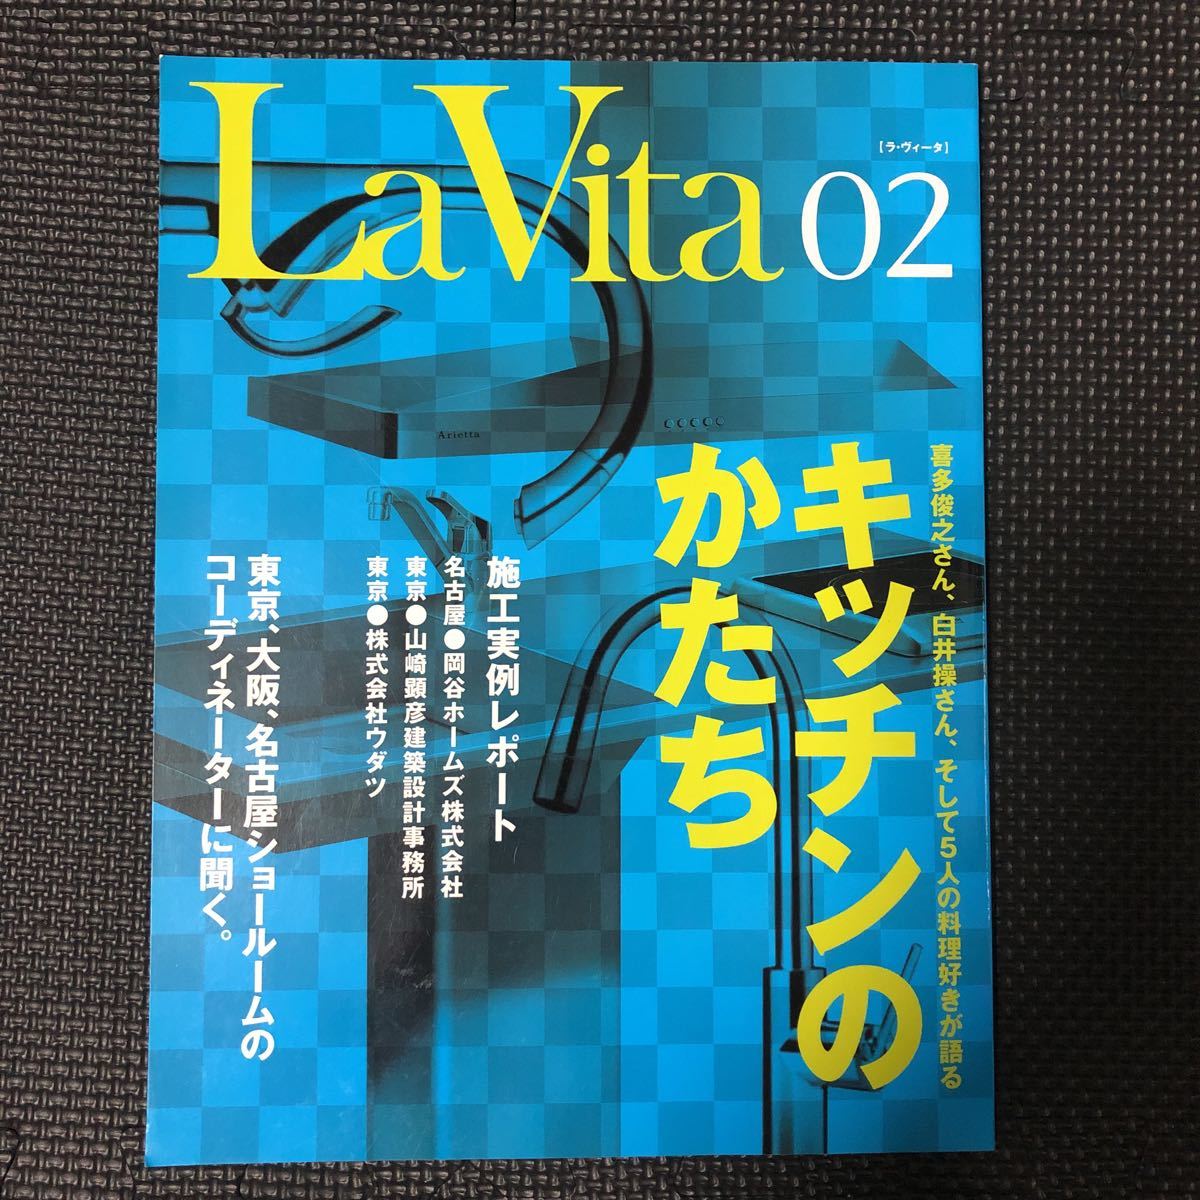 La Vita 02
【ラ・ヴィータ】
Arietta
喜多俊之さん、白井操さん、そして5人の料理好きが語る
キッチンの
かたち
施工実例レポート
名古屋●岡谷ホームズ株式会社
東京●山崎顕彦建築設計事務所
東京●株式会社ウダツ
東京、大阪、名古屋ショールームの
コーディネーターに聞く。